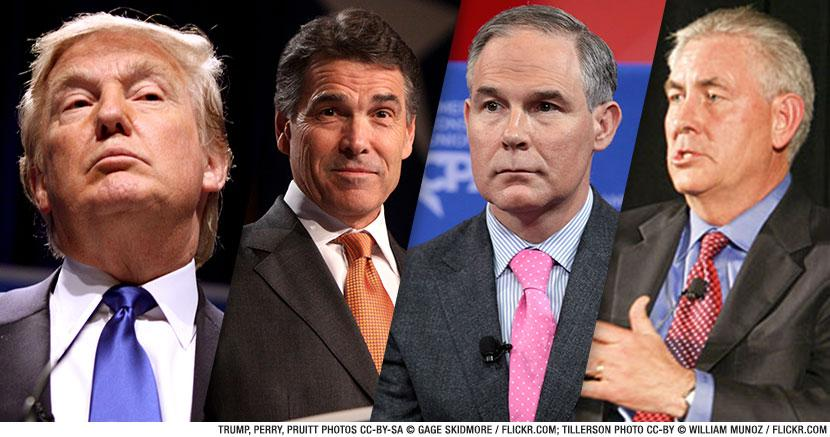 TRUMP, PERRY, PRUITT PHOTOS CC-BY-SA © GAGE SKIDMORE / FLICKR.COM; TILLERSON PHOTO CC-BY © WILLIAM MUNOZ / FLICKR.COM